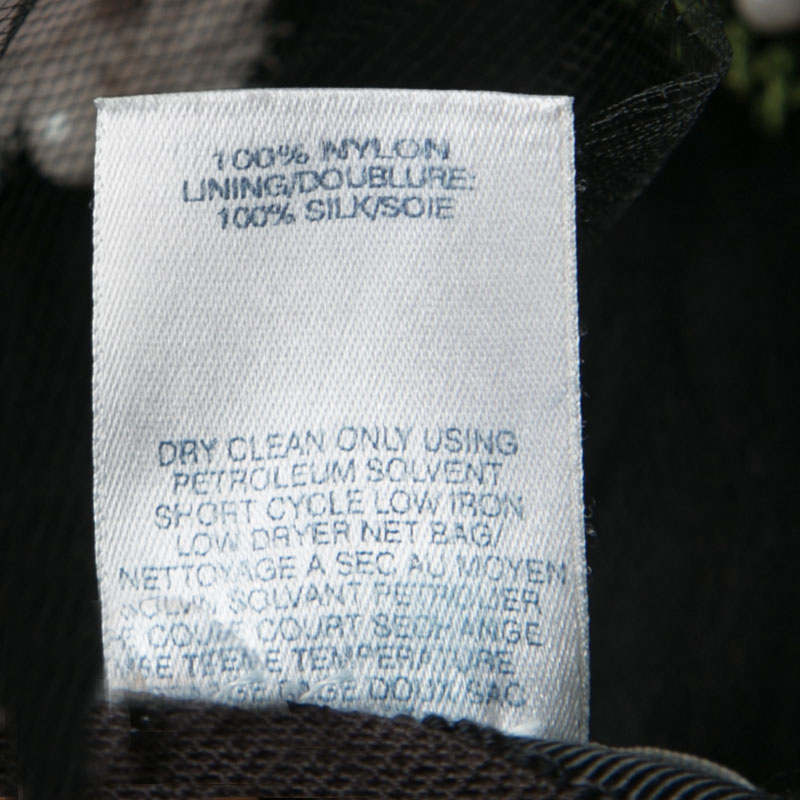 100% NYLON
LINING/DOUBLURE:
100% SILK/SOIE
DRY CLEAN ONLY USING
PETROLEUM SOLVENT
SHORT CYCLE LOW IRON
LOW DRYER NET BAG/
NETTOYAGE A SEC AU MOYEN
SOLVANT PETROLIER
COURT
TEMPERATURE
DOUX/SAC